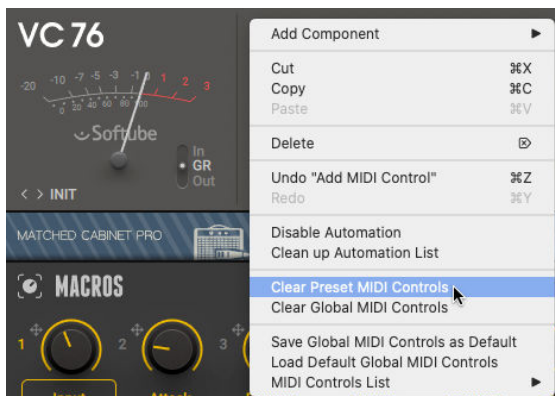 VC 76
-20 -10 -7 -5 -3 -1 0 1 2 3
0 20 40 60 80 100
Softube
In
GR
Out
< > INIT
MATCHED CABINET PRO
MACROS
1 2 3
Input Attack
Add Component
Cut ⌘X
Copy ⌘C
Paste ⌘V
Delete ⌦
Undo "Add MIDI Control" ⌘Z
Redo ⌘Y
Disable Automation
Clean up Automation List
Clear Preset MIDI Controls
Clear Global MIDI Controls
Save Global MIDI Controls as Default
Load Default Global MIDI Controls
MIDI Controls List